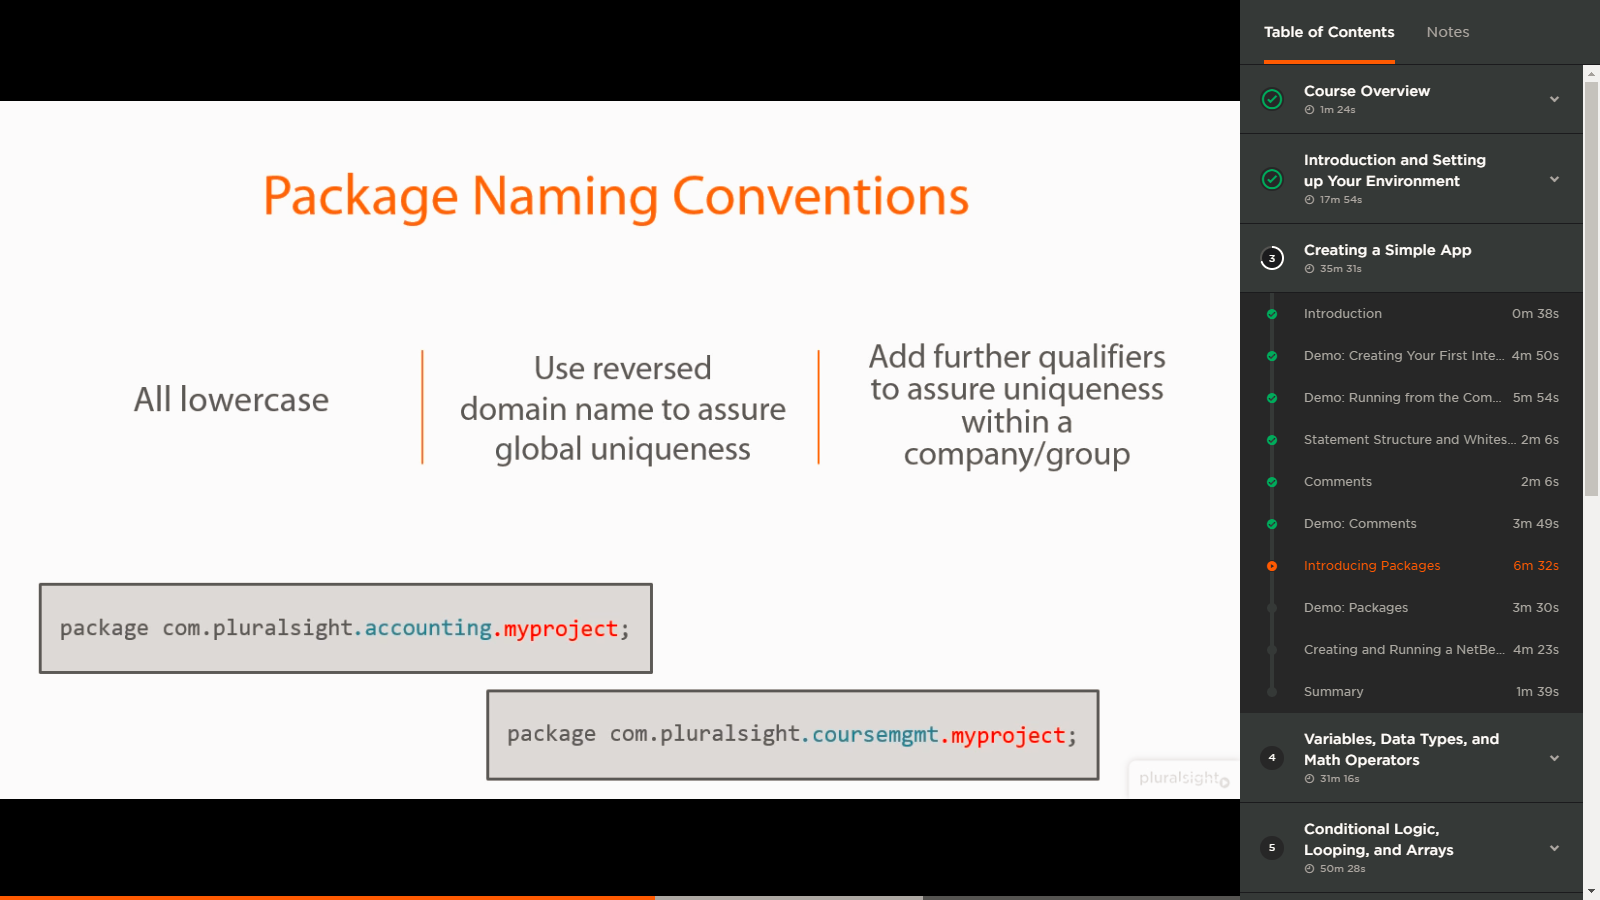 Package Naming Conventions
All lowercase
Use reversed
domain name to assure
global uniqueness
Add further qualifiers
to assure uniqueness
within a
company/group
package com.pluralsight.accounting.myproject;
package com.pluralsight.coursemgmt.myproject;
pluralsight
Table of Contents
Notes
Course Overview
1m 24s
Introduction and Setting
up Your Environment
17m 54s
3
Creating a Simple App
35m 31s
Introduction 0m 38s
Demo: Creating Your First Inte... 4m 50s
Demo: Running from the Com... 5m 54s
Statement Structure and Whites... 2m 6s
Comments 2m 6s
Demo: Comments 3m 49s
Introducing Packages 6m 32s
Demo: Packages 3m 30s
Creating and Running a NetBe... 4m 23s
Summary 1m 39s
4
Variables, Data Types, and
Math Operators
31m 16s
5
Conditional Logic,
Looping, and Arrays
50m 28s